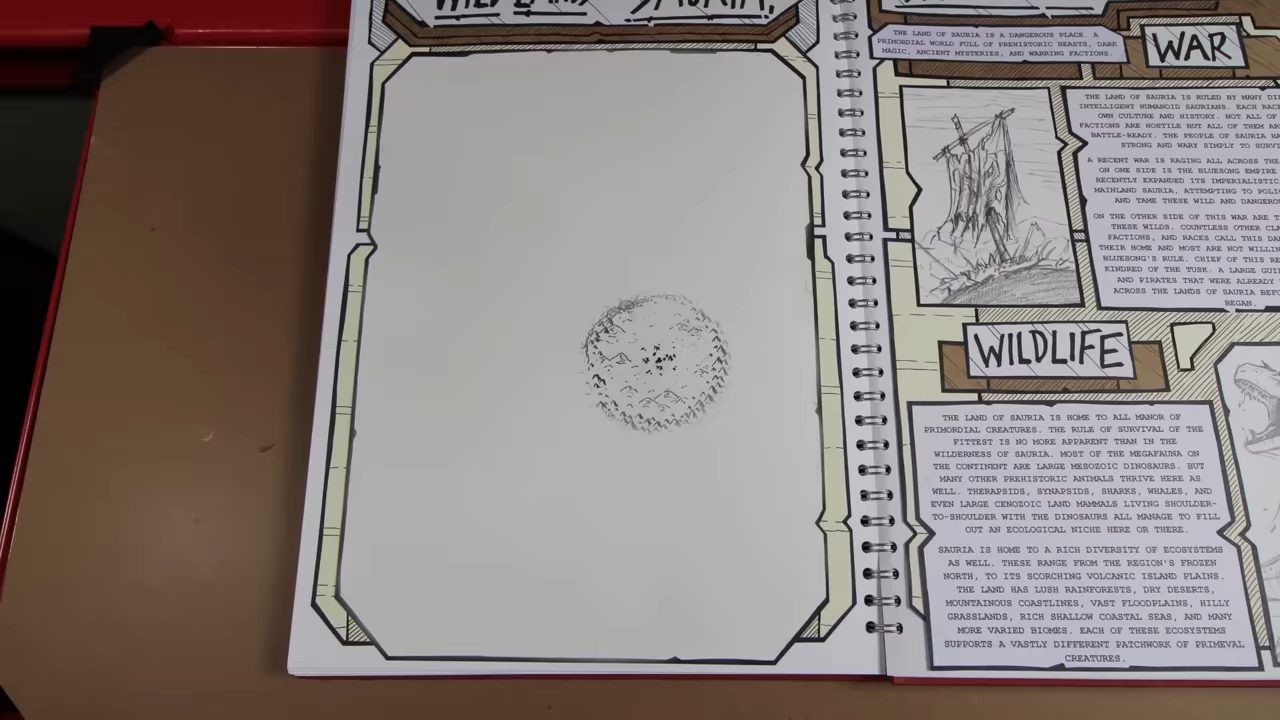 SAURIA!
THE LAND OF SAURIA IS A DANGEROUS PLACE. A
PRIMORDIAL WORLD FULL OF PREHISTORIC BEASTS, DARK
MAGIC, ANCIENT MYSTERIES, AND WARRING FACTIONS.
WAR
THE LAND OF SAURIA IS RULED BY MANY
INTELLIGENT HUMANOID SAURIANS. EACH
OWN CULTURE AND HISTORY. NOT ALL OF
FACTIONS ARE HOSTILE BUT ALL OF THEM
BATTLE-READY. THE PEOPLE OF SAURIA
STRONG AND WARY SIMPLY TO
A RECENT WAR IS RAGING ALL ACROSS THE
ON ONE SIDE IS THE BLUESONG EMPIRE
RECENTLY EXPANDED ITS
MAINLAND SAURIA, ATTEMPTING TO
AND TAME THESE WILD AND
ON THE OTHER SIDE OF THIS WAR ARE
THESE WILDS. COUNTLESS OTHER
FACTIONS, AND RACES CALL THIS
THEIR HOME AND MOST ARE NOT
BLUESONG'S RULE. CHIEF OF THIS
KINDRED OF THE TUSK. A LARGE
AND PIRATES THAT WERE ALREADY
ACROSS THE LANDS OF SAURIA
BEGAN.
WILDLIFE
THE LAND OF SAURIA IS HOME TO ALL MANOR OF
PRIMORDIAL CREATURES. THE RULE OF SURVIVAL OF THE
FITTEST IS NO MORE APPARENT THAN IN THE
WILDERNESS OF SAURIA. MOST OF THE MEGAFAUNA ON
THE CONTINENT ARE LARGE MESOZOIC DINOSAURS. BUT
MANY OTHER PREHISTORIC ANIMALS THRIVE HERE AS
WELL. THERAPSIDS, SYNAPSIDS, SHARKS, WHALES, AND
EVEN LARGE CENOZOIC LAND MAMMALS LIVING SHOULDER-
TO-SHOULDER WITH THE DINOSAURS ALL MANAGE TO FILL
OUT AN ECOLOGICAL NICHE HERE OR THERE.
SAURIA IS HOME TO A RICH DIVERSITY OF ECOSYSTEMS
AS WELL. THESE RANGE FROM THE REGION'S FROZEN
NORTH, TO ITS SCORCHING VOLCANIC ISLAND PLAINS.
THE LAND HAS LUSH RAINFORESTS, DRY DESERTS,
MOUNTAINOUS COASTLINES, VAST FLOODPLAINS, HILLY
GRASSLANDS, RICH SHALLOW COASTAL SEAS, AND MANY
MORE VARIED BIOMES. EACH OF THESE ECOSYSTEMS
SUPPORTS A VASTLY DIFFERENT PATCHWORK OF PRIMEVAL
CREATURES.